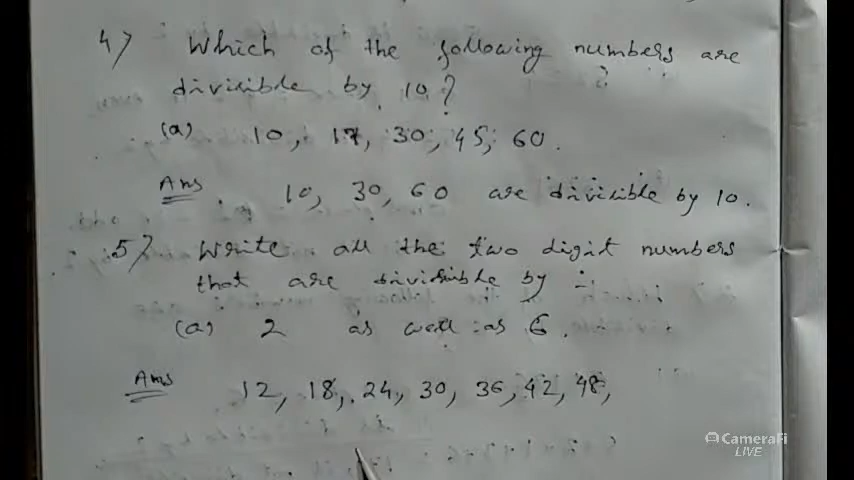 4) Which of the following numbers are
divisible by 10?
(a) 10, 17, 30, 45, 60.
Ans 10, 30, 60 are divisible by 10.
5) Write all the two digit numbers
that are divisible by :-
(a) 2 as well as 6.
Ans 12, 18, 24, 30, 36, 42, 48,
CameraFi
LIVE